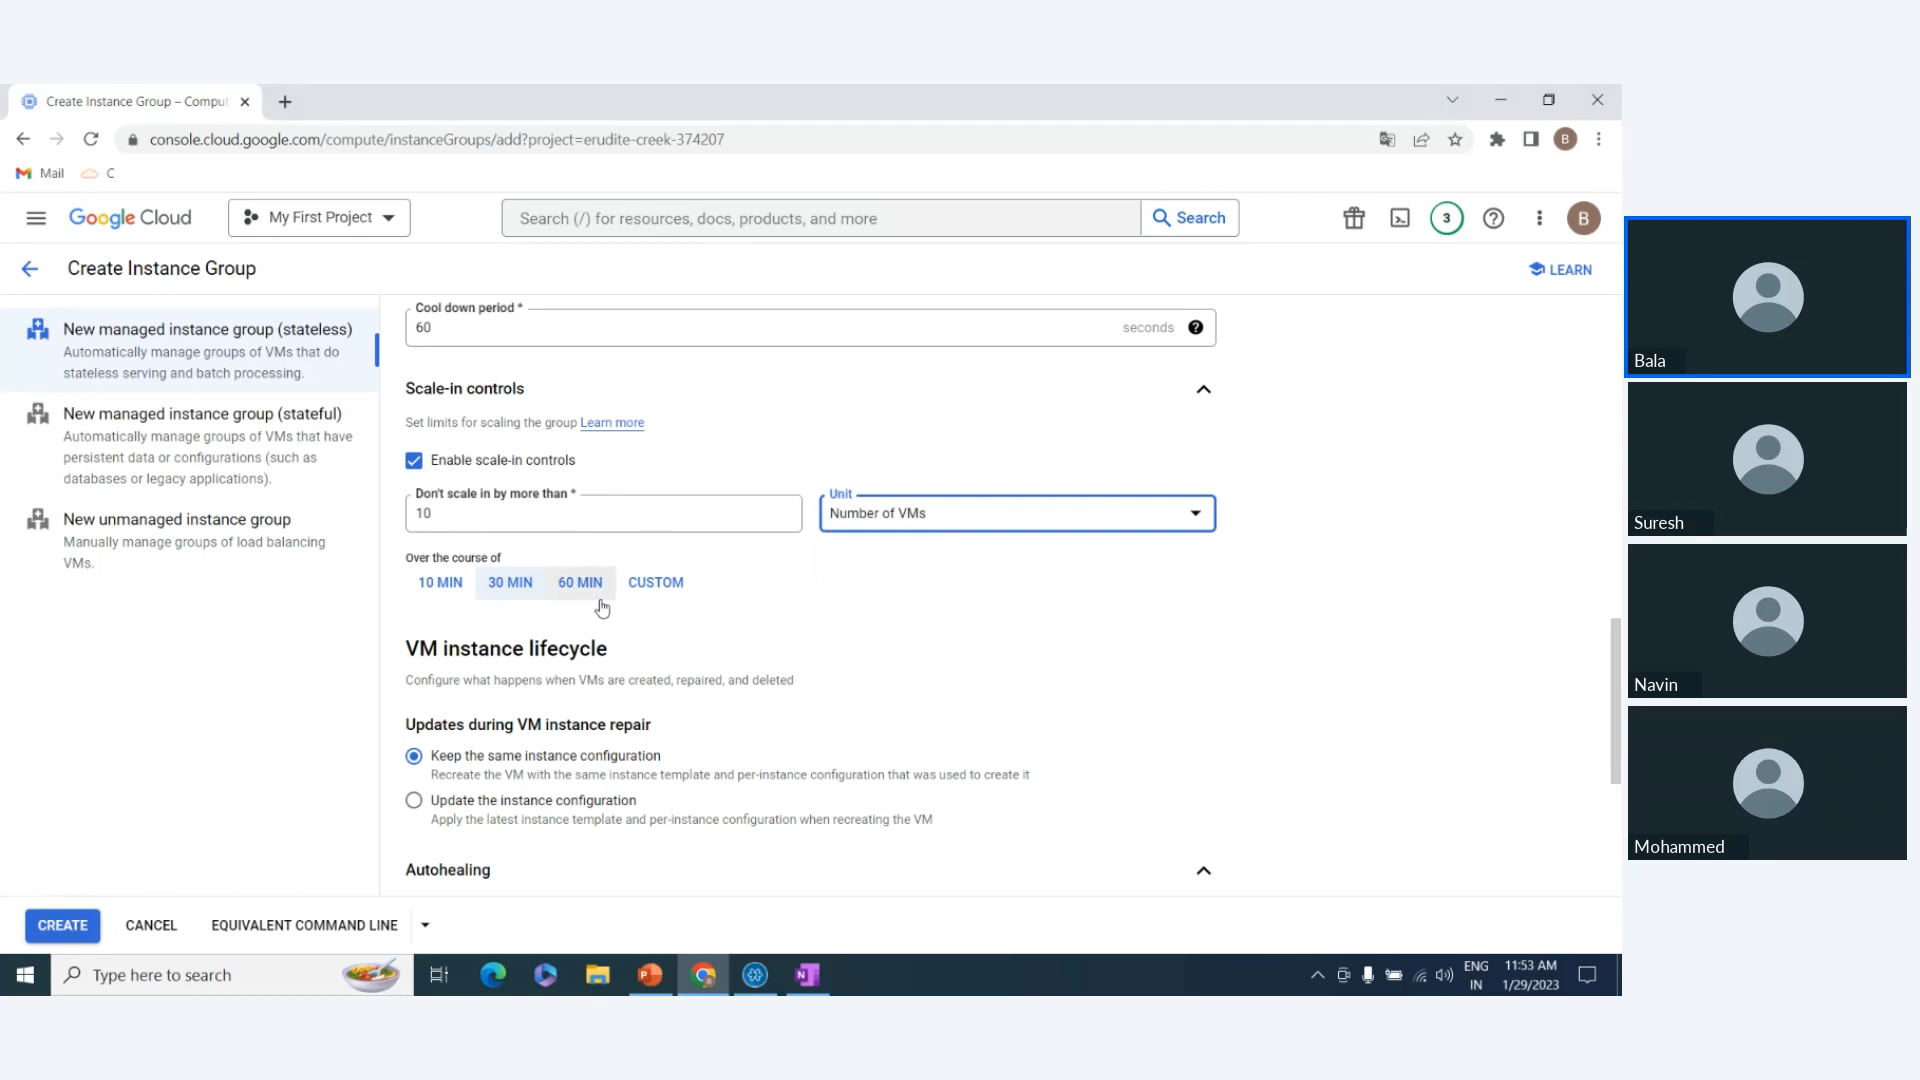 Create Instance Group – Comput
console.cloud.google.com/compute/instanceGroups/add?project=erudite-creek-374207
B
Mail
C
Google Cloud
My First Project
Search (/) for resources, docs, products, and more
Search
3
B
Create Instance Group
LEARN
New managed instance group (stateless)
Automatically manage groups of VMs that do
stateless serving and batch processing.
New managed instance group (stateful)
Automatically manage groups of VMs that have
persistent data or configurations (such as
databases or legacy applications).
New unmanaged instance group
Manually manage groups of load balancing
VMs.
Cool down period *
60
seconds
Scale-in controls
Set limits for scaling the group Learn more
Enable scale-in controls
Don't scale in by more than *
10
Unit
Number of VMs
Over the course of
10 MIN 30 MIN 60 MIN CUSTOM
VM instance lifecycle
Configure what happens when VMs are created, repaired, and deleted
Updates during VM instance repair
Keep the same instance configuration
Recreate the VM with the same instance template and per-instance configuration that was used to create it
Update the instance configuration
Apply the latest instance template and per-instance configuration when recreating the VM
Autohealing
CREATE CANCEL EQUIVALENT COMMAND LINE
Type here to search
P
N
ENG
IN
11:53 AM
1/29/2023
Bala
Suresh
Navin
Mohammed